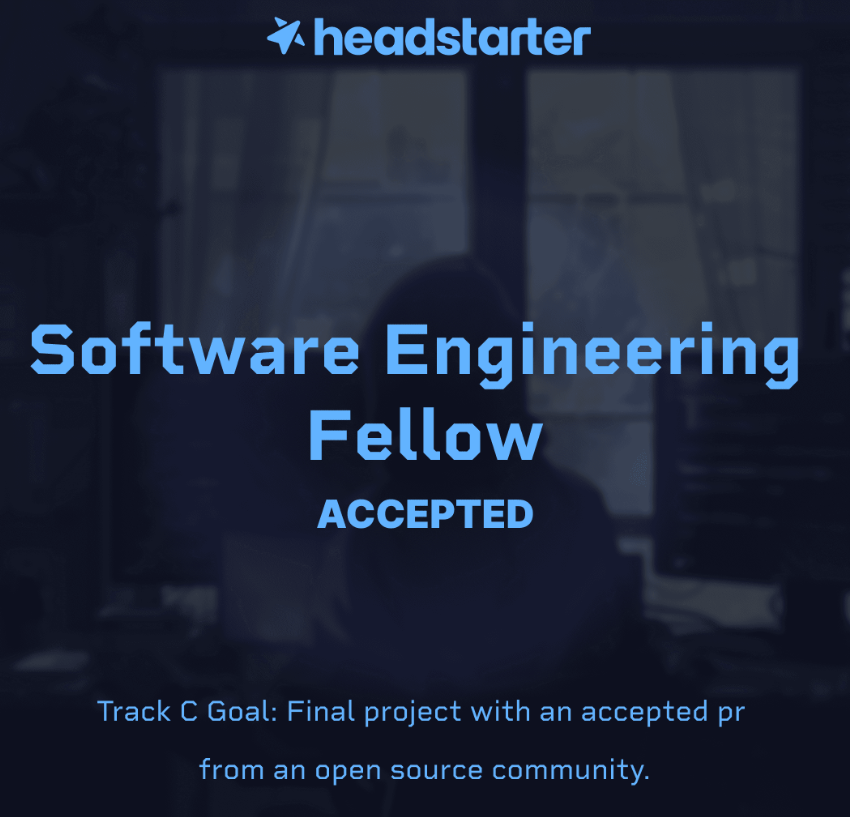 headstarter
Software Engineering
Fellow
ACCEPTED
Track C Goal: Final project with an accepted pr
from an open source community.